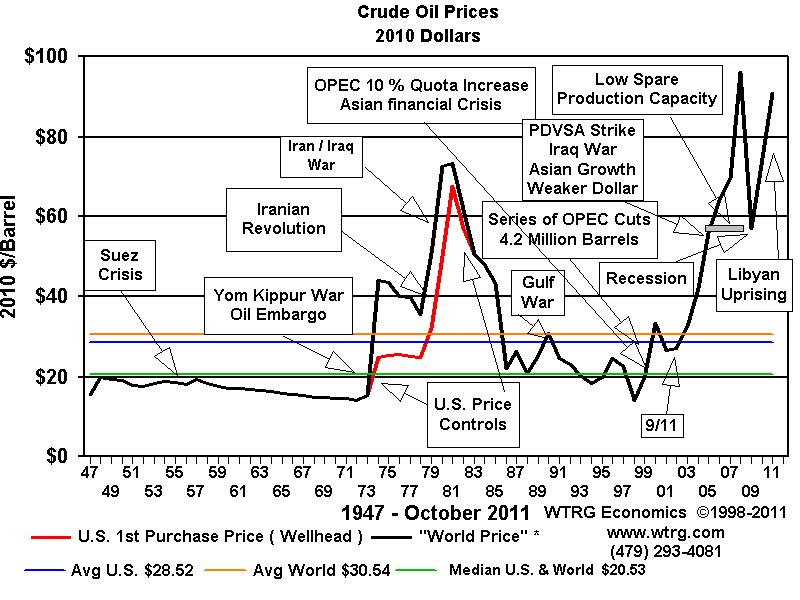 Crude Oil Prices
2010 Dollars
2010 $/Barrel
$100
$80
$60
$40
$20
$0
OPEC 10 % Quota Increase
Asian financial Crisis
Low Spare
Production Capacity
PDVSA Strike
Iraq War
Asian Growth
Weaker Dollar
Iran / Iraq
War
Iranian
Revolution
Series of OPEC Cuts
4.2 Million Barrels
Suez
Crisis
Yom Kippur War
Oil Embargo
Gulf
War
Recession
Libyan
Uprising
U.S. Price
Controls
9/11
47 51 55 59 63 67 71 75 79 83 87 91 95 99 03 07 11
49 53 57 61 65 69 73 77 81 85 89 93 97 01 05 09
1947 - October 2011 WTRG Economics ©1998-2011
www.wtrg.com
(479) 293-4081
U.S. 1st Purchase Price ( Wellhead ) "World Price" *
Avg U.S. $28.52 Avg World $30.54 Median U.S. & World $20.53